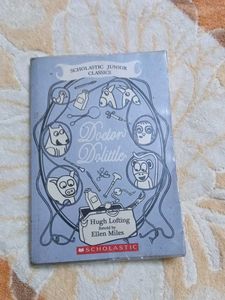 SCHOLASTIC JUNIOR
CLASSICS
Doctor
Dolittle
Hugh Lofting
Retold by
Ellen Miles
SCHOLASTIC